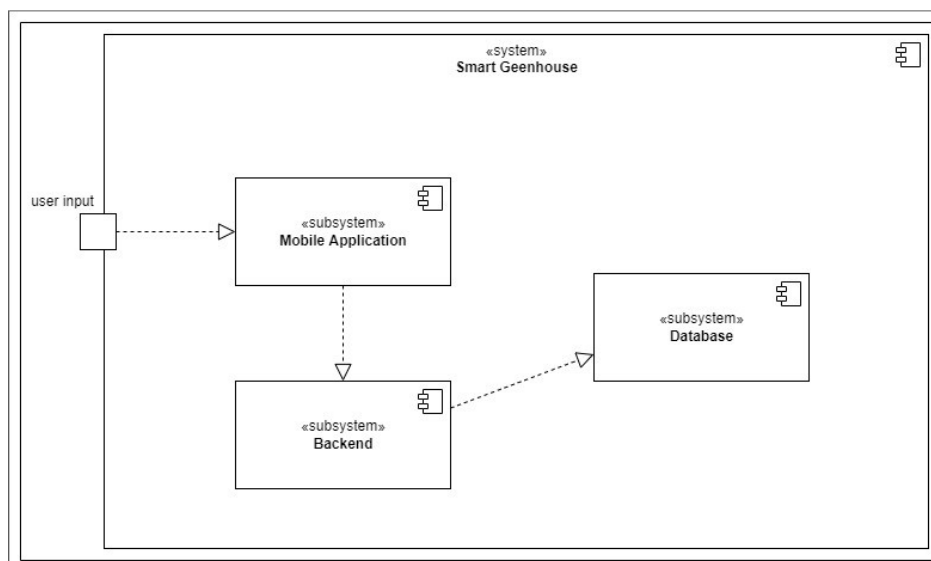 «system»
Smart Geenhouse
user input
«subsystem»
Mobile Application
«subsystem»
Database
«subsystem»
Backend